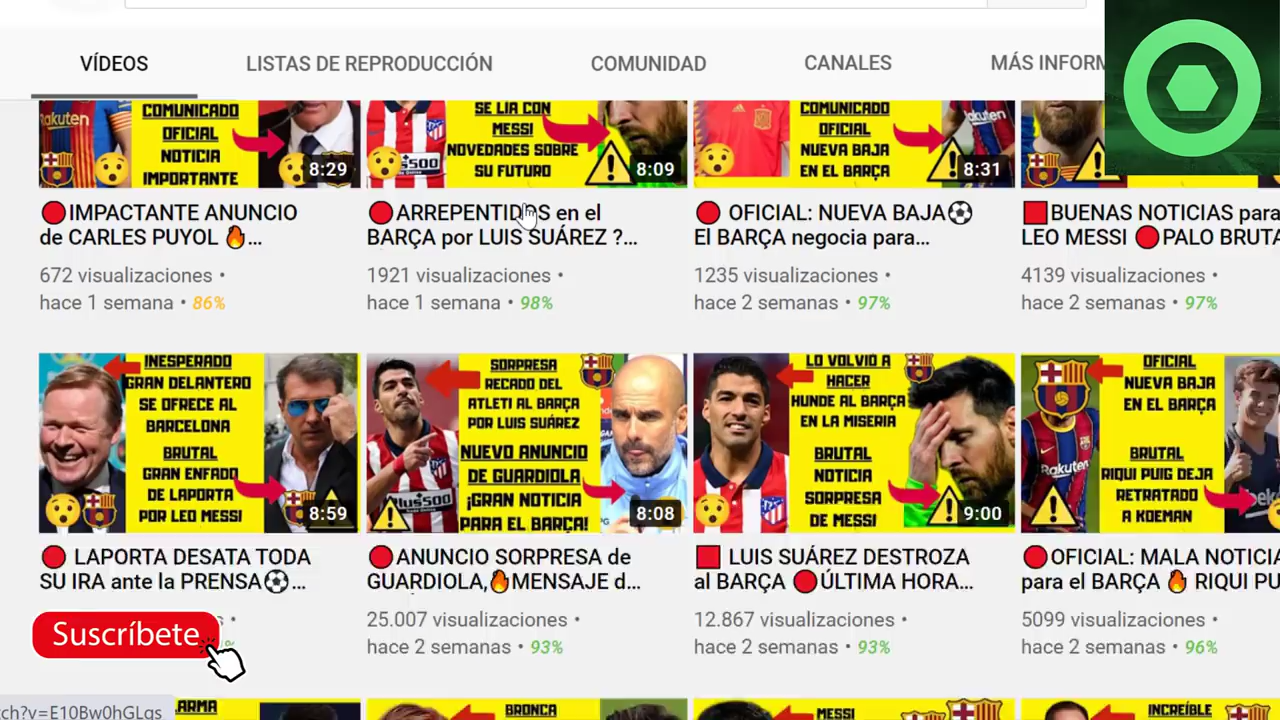 VÍDEOS
LISTAS DE REPRODUCCIÓN
COMUNIDAD
CANALES
MÁS INFORM
Rakuten
COMUNICADO
OFICIAL
NOTICIA
IMPORTANTE
8:29
SE LIA CON
MESSI
NOVEDADES SOBRE
SU FUTURO
8:09
COMUNICADO
OFICIAL
NUEVA BAJA
EN EL BARÇA
8:31
🔴IMPACTANTE ANUNCIO
de CARLES PUYOL 🔥...
672 visualizaciones •
hace 1 semana • 86%
🔴ARREPENTIDOS en el
BARÇA por LUIS SUÁREZ ?...
1921 visualizaciones •
hace 1 semana • 98%
🔴 OFICIAL: NUEVA BAJA⚽
El BARÇA negocia para...
1235 visualizaciones •
hace 2 semanas • 97%
🟥BUENAS NOTICIAS para
LEO MESSI 🔴PALO BRUTA
4139 visualizaciones •
hace 2 semanas • 97%
INESPERADO
GRAN DELANTERO
SE OFRECE AL
BARCELONA
BRUTAL
GRAN ENFADO
DE LAPORTA
POR LEO MESSI
8:59
SORPRESA
RECADO DEL
ATLETI AL BARÇA
POR LUIS SUÁREZ
NUEVO ANUNCIO
DE GUARDIOLA
¡GRAN NOTICIA
PARA EL BARÇA!
8:08
LO VOLVIÓ A
HACER
HUNDE AL BARÇA
EN LA MISERIA
BRUTAL
NOTICIA
SORPRESA
DE MESSI
9:00
OFICIAL
NUEVA BAJA
EN EL BARÇA
BRUTAL
RIQUI PUIG DEJA
RETRATADO
A KOEMAN
Rakuten
🔴 LAPORTA DESATA TODA
SU IRA ante la PRENSA⚽...
🔴ANUNCIO SORPRESA de
GUARDIOLA,🔥MENSAJE d...
25.007 visualizaciones •
hace 2 semanas • 93%
🟥 LUIS SUÁREZ DESTROZA
al BARÇA 🔴ÚLTIMA HORA...
12.867 visualizaciones •
hace 2 semanas • 93%
🔴OFICIAL: MALA NOTICIA
para el BARÇA 🔥 RIQUI PU
5099 visualizaciones •
hace 2 semanas • 96%
Suscríbete
tch?v=E10Bw0hGLgs
ARMA
BRONCA
MESSI
INCREÍBLE